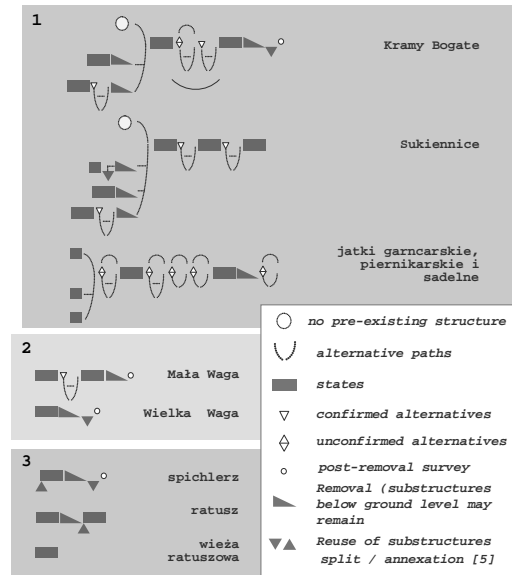 1
Kramy Bogate
Sukiennice
jatki garncarskie,
piernikarskie i
sadelne
2
Mała Waga
Wielka Waga
3
spichlerz
ratusz
wieża
ratuszowa
no pre-existing structure
alternative paths
states
confirmed alternatives
unconfirmed alternatives
post-removal survey
Removal (substructures
below ground level may
remain
Reuse of substructures
split / annexation [5]